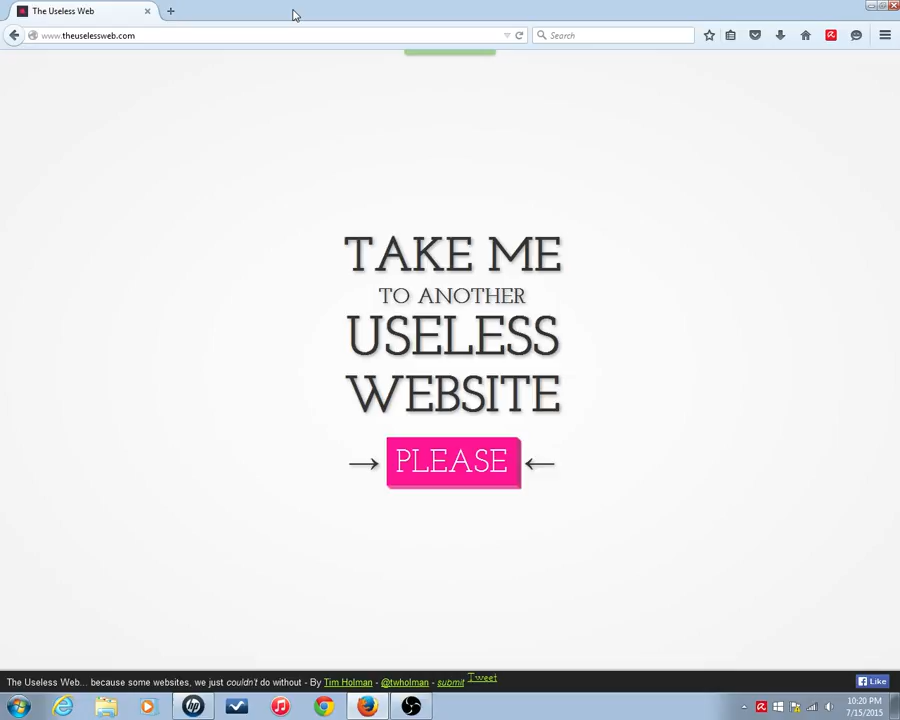 The Useless Web
www.theuselessweb.com
Search
TAKE ME
TO ANOTHER
USELESS
WEBSITE
→ PLEASE ←
The Useless Web... because some websites, we just couldn't do without - By Tim Holman - @twholman - submit Tweet
Like
hp
10:20 PM
7/15/2015